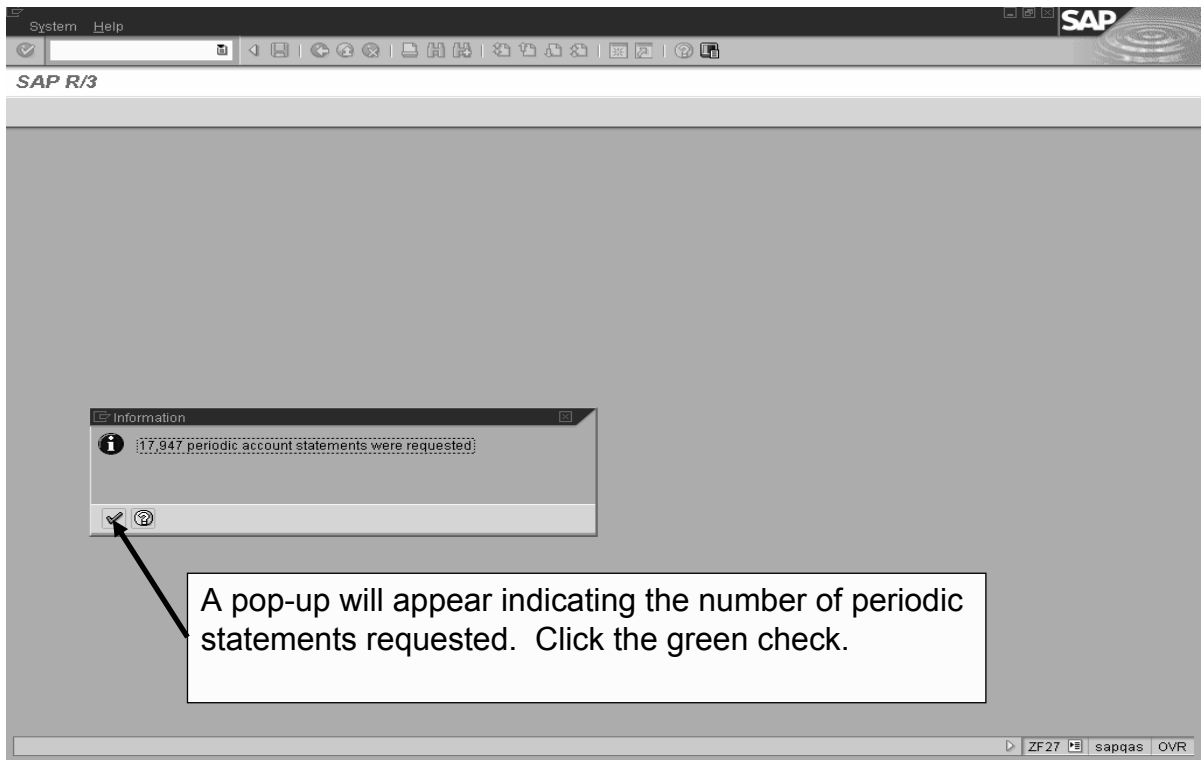 System Help
SAP
SAP R/3
Information
17,947 periodic account statements were requested
A pop-up will appear indicating the number of periodic
statements requested. Click the green check.
ZF27 sapqas OVR